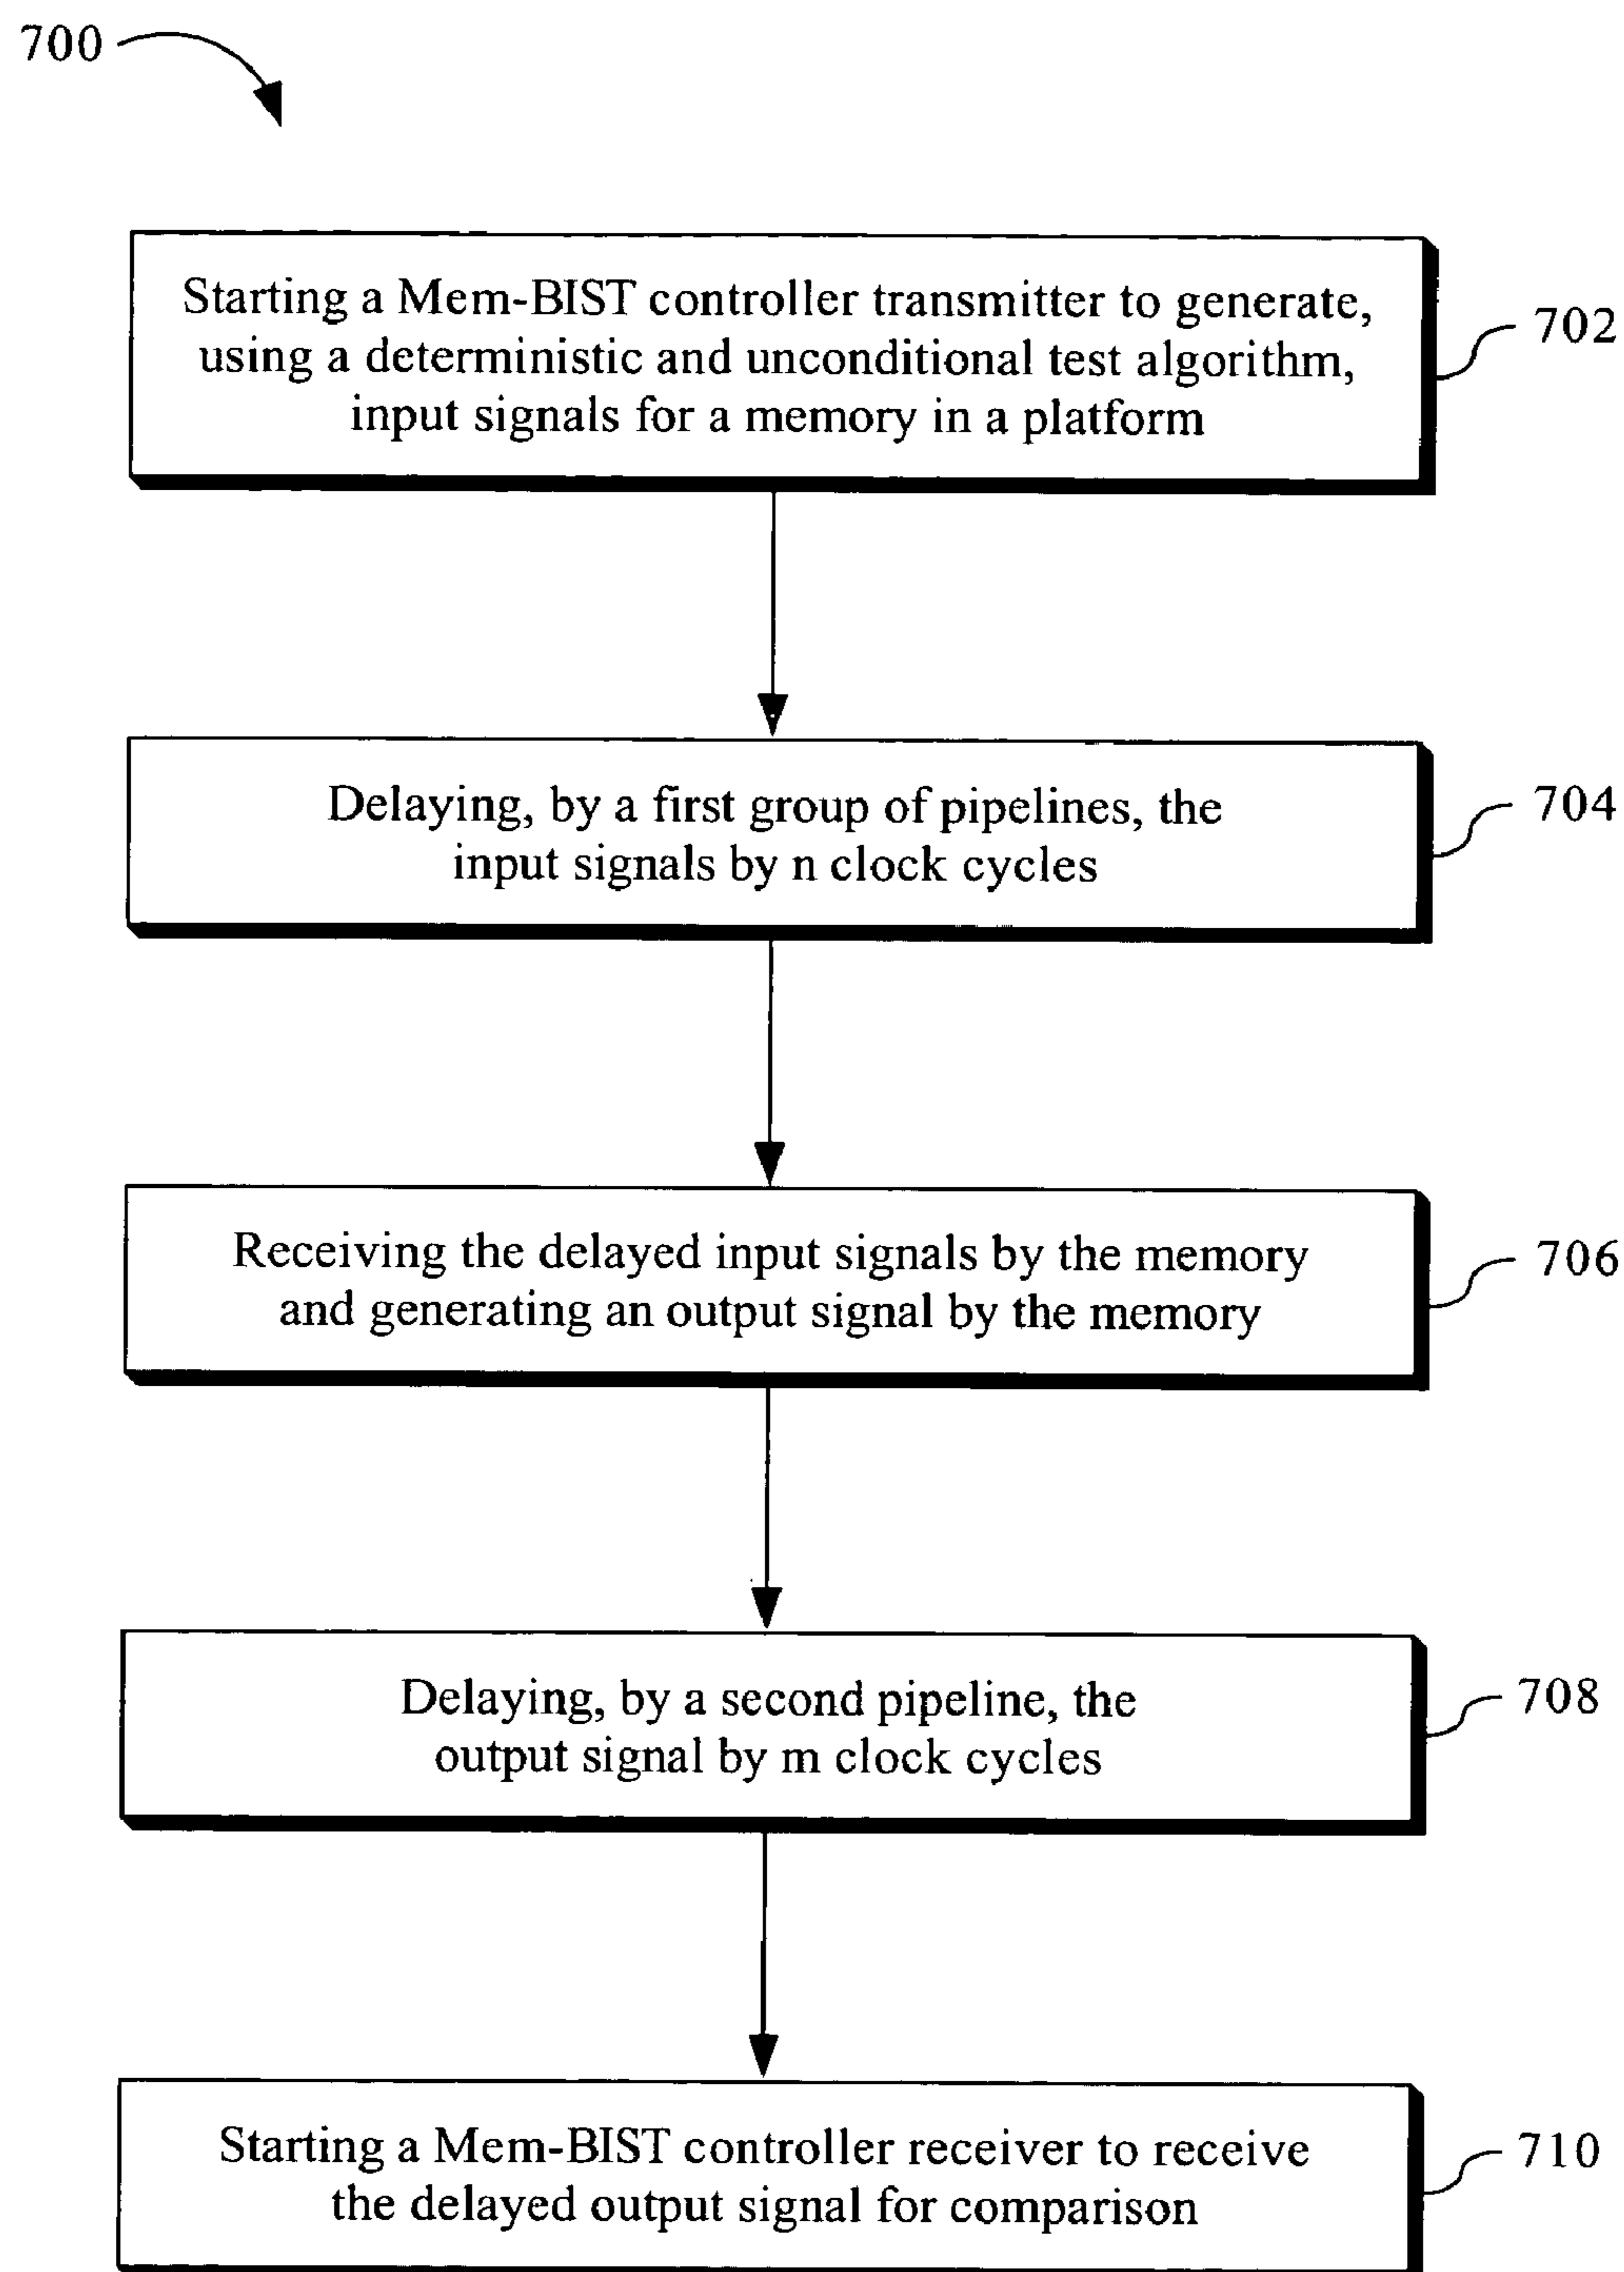 700
Starting a Mem-BIST controller transmitter to generate,
using a deterministic and unconditional test algorithm,
input signals for a memory in a platform
702
Delaying, by a first group of pipelines, the
input signals by n clock cycles
704
Receiving the delayed input signals by the memory
and generating an output signal by the memory
706
Delaying, by a second pipeline, the
output signal by m clock cycles
708
Starting a Mem-BIST controller receiver to receive
the delayed output signal for comparison
710